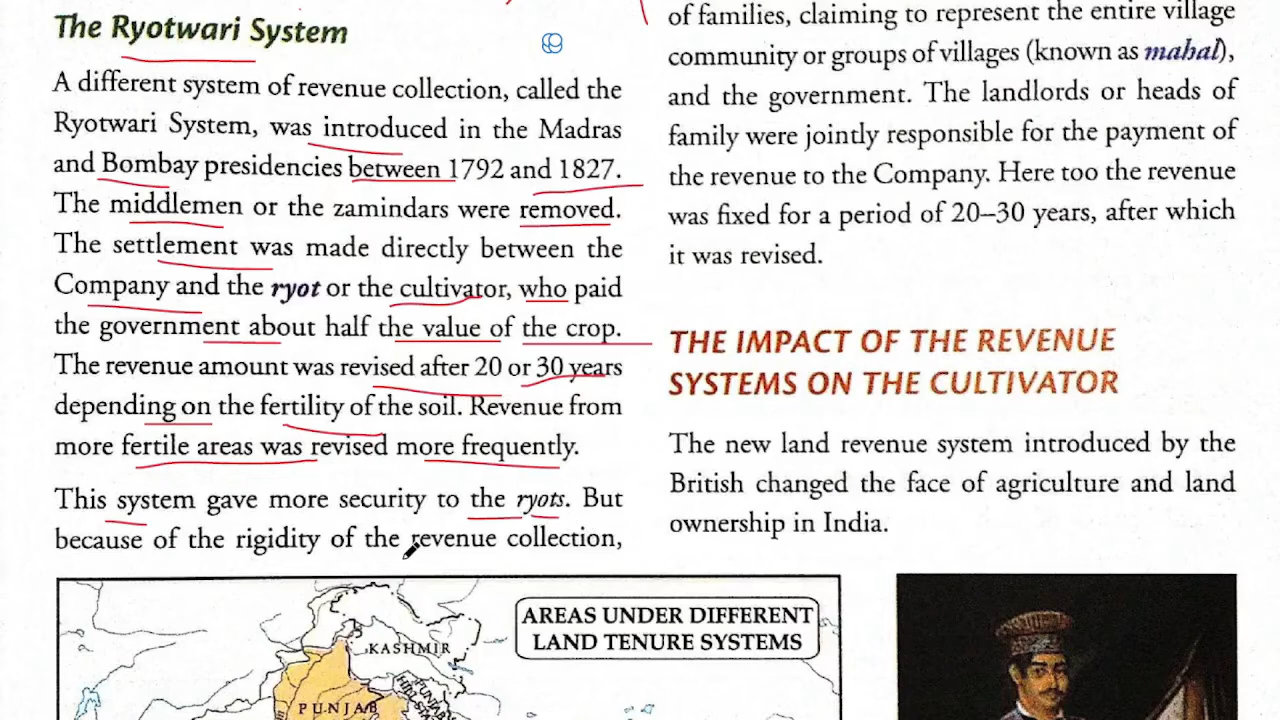 The Ryotwari System
A different system of revenue collection, called the
Ryotwari System, was introduced in the Madras
and Bombay presidencies between 1792 and 1827.
The middlemen or the zamindars were removed.
The settlement was made directly between the
Company and the ryot or the cultivator, who paid
the government about half the value of the crop.
The revenue amount was revised after 20 or 30 years
depending on the fertility of the soil. Revenue from
more fertile areas was revised more frequently.
This system gave more security to the ryots. But
because of the rigidity of the revenue collection,
of families, claiming to represent the entire village
community or groups of villages (known as mahal),
and the government. The landlords or heads of
family were jointly responsible for the payment of
the revenue to the Company. Here too the revenue
was fixed for a period of 20–30 years, after which
it was revised.
THE IMPACT OF THE REVENUE
SYSTEMS ON THE CULTIVATOR
The new land revenue system introduced by the
British changed the face of agriculture and land
ownership in India.
AREAS UNDER DIFFERENT
LAND TENURE SYSTEMS
KASHMIR
PUNJAB